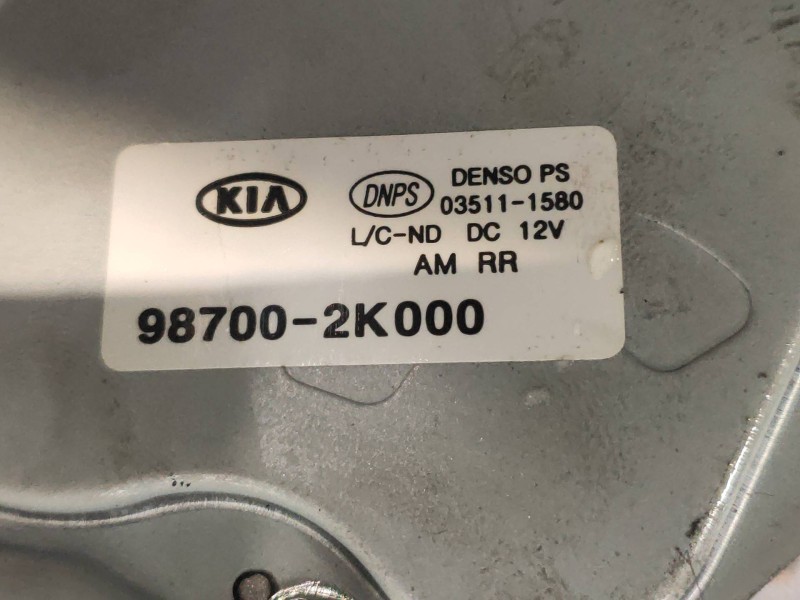 KIA DNPS DENSO PS
03511-1580
L/C-ND DC 12V
AM RR
98700-2K000